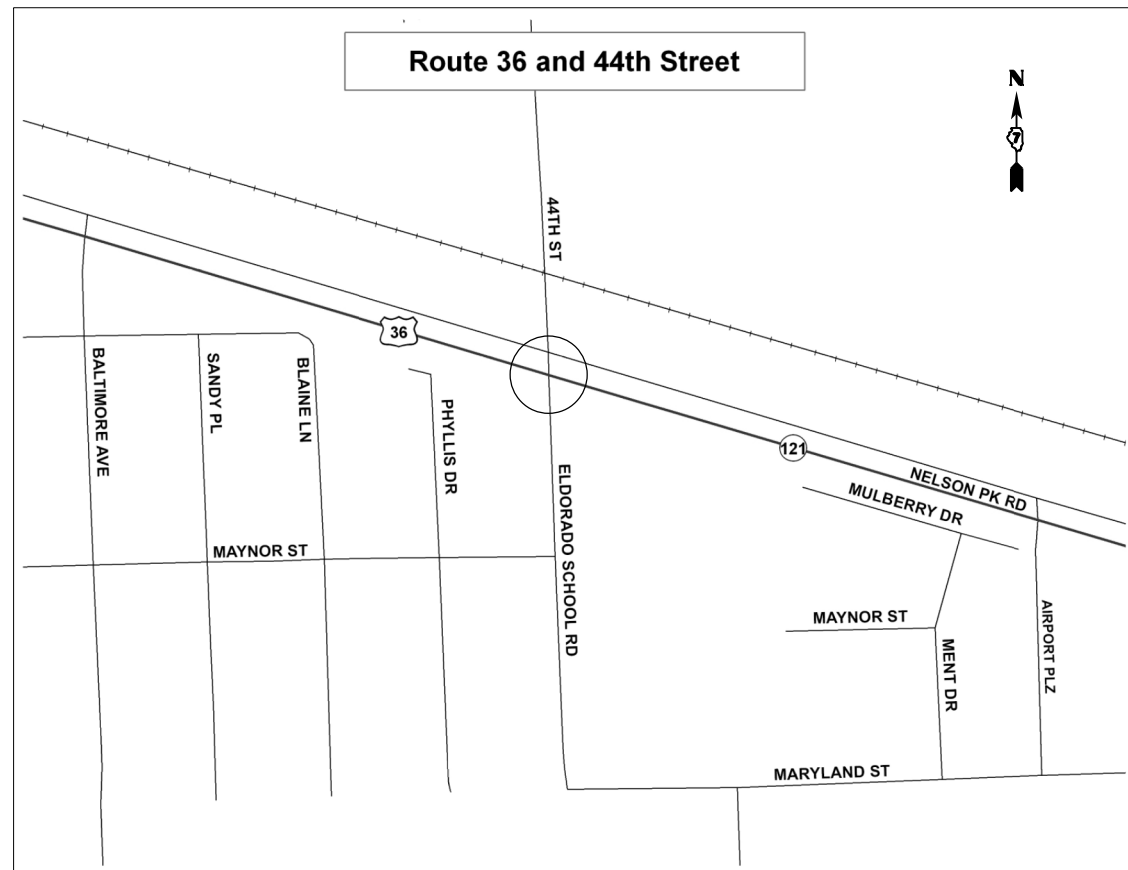 Route 36 and 44th Street
N
7
44TH ST
36
BALTIMORE AVE
SANDY PL
BLAINE LN
PHYLLIS DR
121
NELSON PK RD
MULBERRY DR
ELDORADO SCHOOL RD
MAYNOR ST
MAYNOR ST
AIRPORT PLZ
MENT DR
MARYLAND ST